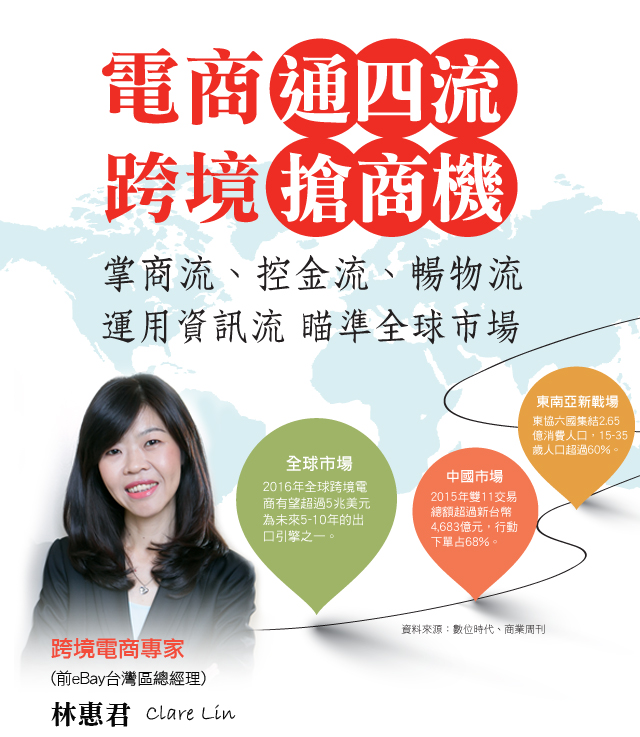 電商通四流
跨境搶商機
掌商流、控金流、暢物流
運用資訊流 瞄準全球市場
東南亞新戰場
東協六國集結2.65
億消費人口，15-35
歲人口超過60%。
全球市場
2016年全球跨境電
商有望超過5兆美元
為未來5-10年的出
口引擎之一。
中國市場
2015年雙11交易
總額超過新台幣
4,683億元，行動
下單占68%。
資料來源：數位時代、商業周刊
跨境電商專家
(前eBay台灣區總經理)
林惠君 Clare Lin